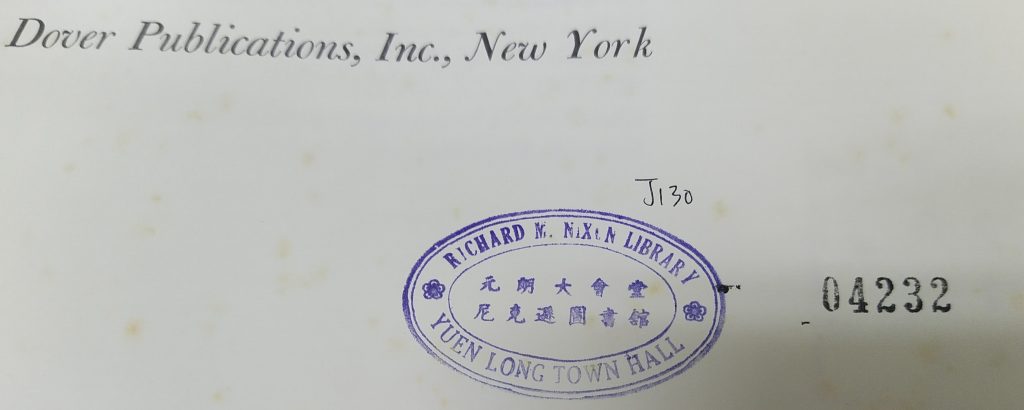 Dover Publications, Inc., New York
J130
RICHARD M. NIXON LIBRARY
元朗大會堂
尼克遜圖書館
YUEN LONG TOWN HALL
04232